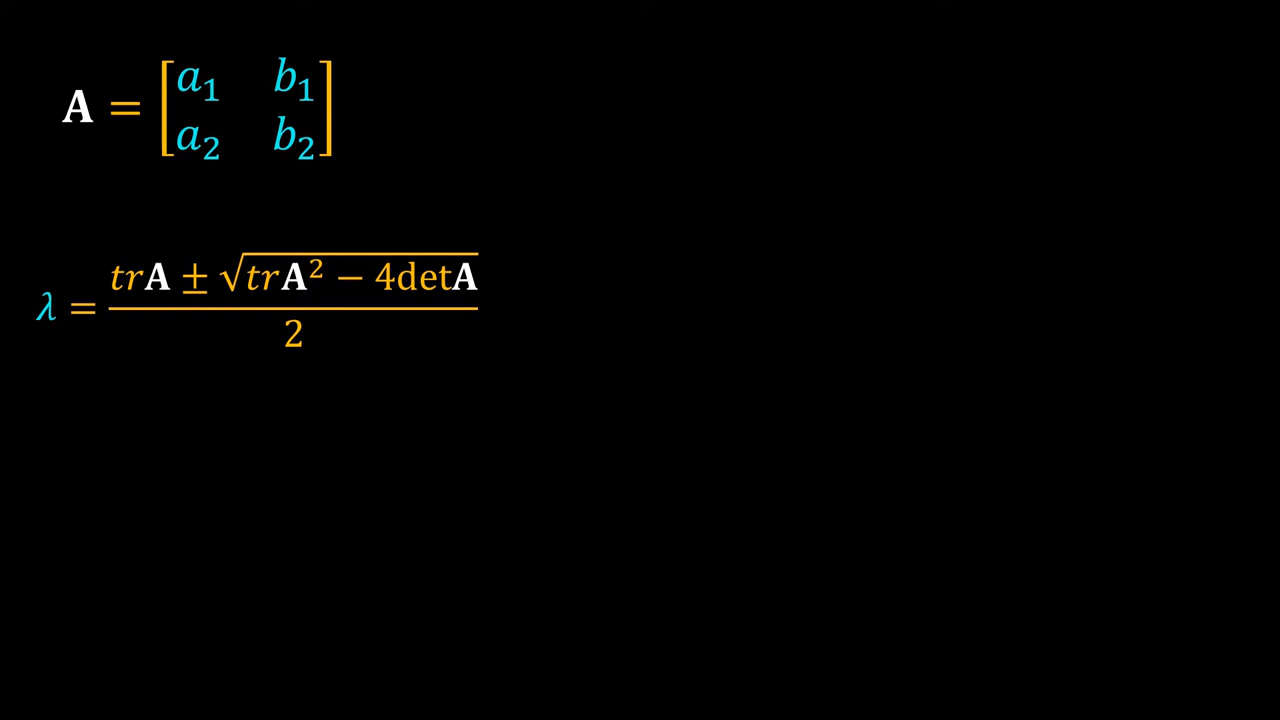 A = [a₁ b₁
a₂ b₂]
λ = (trA ± √(trA² − 4detA)) / 2